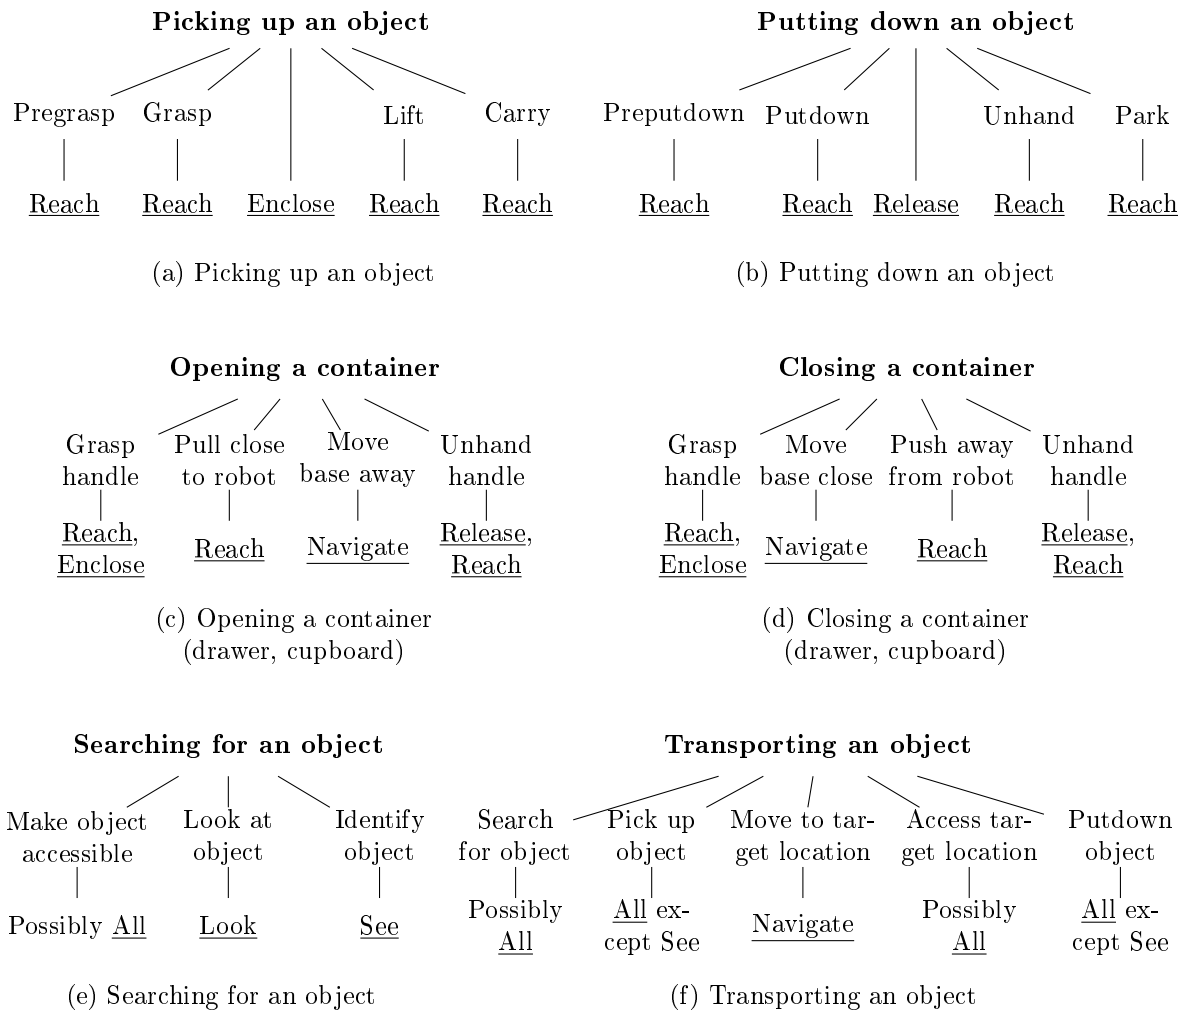 Picking up an object
Pregrasp Grasp Lift Carry
Reach Reach Enclose Reach Reach
(a) Picking up an object
Putting down an object
Preputdown Putdown Unhand Park
Reach Reach Release Reach Reach
(b) Putting down an object
Opening a container
Grasp handle
Pull close to robot
Move base away
Unhand handle
Reach, Enclose
Reach
Navigate
Release, Reach
(c) Opening a container
(drawer, cupboard)
Closing a container
Grasp handle
Move base close
Push away from robot
Unhand handle
Reach, Enclose
Navigate
Reach
Release, Reach
(d) Closing a container
(drawer, cupboard)
Searching for an object
Make object accessible
Look at object
Identify object
Possibly All
Look
See
(e) Searching for an object
Transporting an object
Search for object
Pick up object
Move to tar-
get location
Access tar-
get location
Putdown object
Possibly All
All ex-
cept See
Navigate
Possibly All
All ex-
cept See
(f) Transporting an object